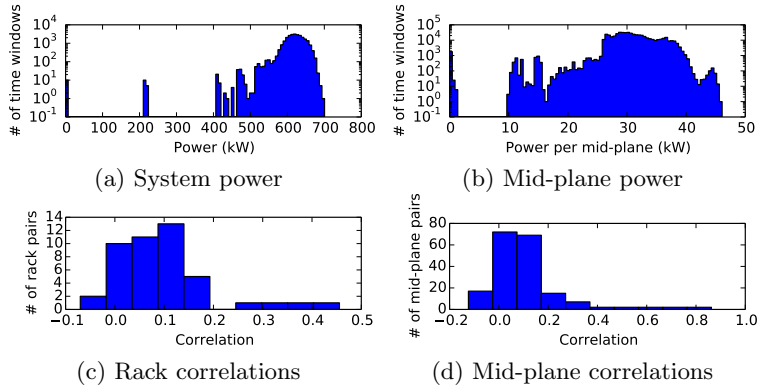 # of time windows
10^4
10^3
10^2
10^1
10^0
10^-1
0 100 200 300 400 500 600 700 800
Power (kW)
(a) System power
# of time windows
10^5
10^4
10^3
10^2
10^1
10^0
10^-1
0 10 20 30 40 50
Power per mid-plane (kW)
(b) Mid-plane power
# of rack pairs
14
12
10
8
6
4
2
0
−0.1 0.0 0.1 0.2 0.3 0.4 0.5
Correlation
(c) Rack correlations
# of mid-plane pairs
80
60
40
20
0
−0.2 0.0 0.2 0.4 0.6 0.8 1.0
Correlation
(d) Mid-plane correlations